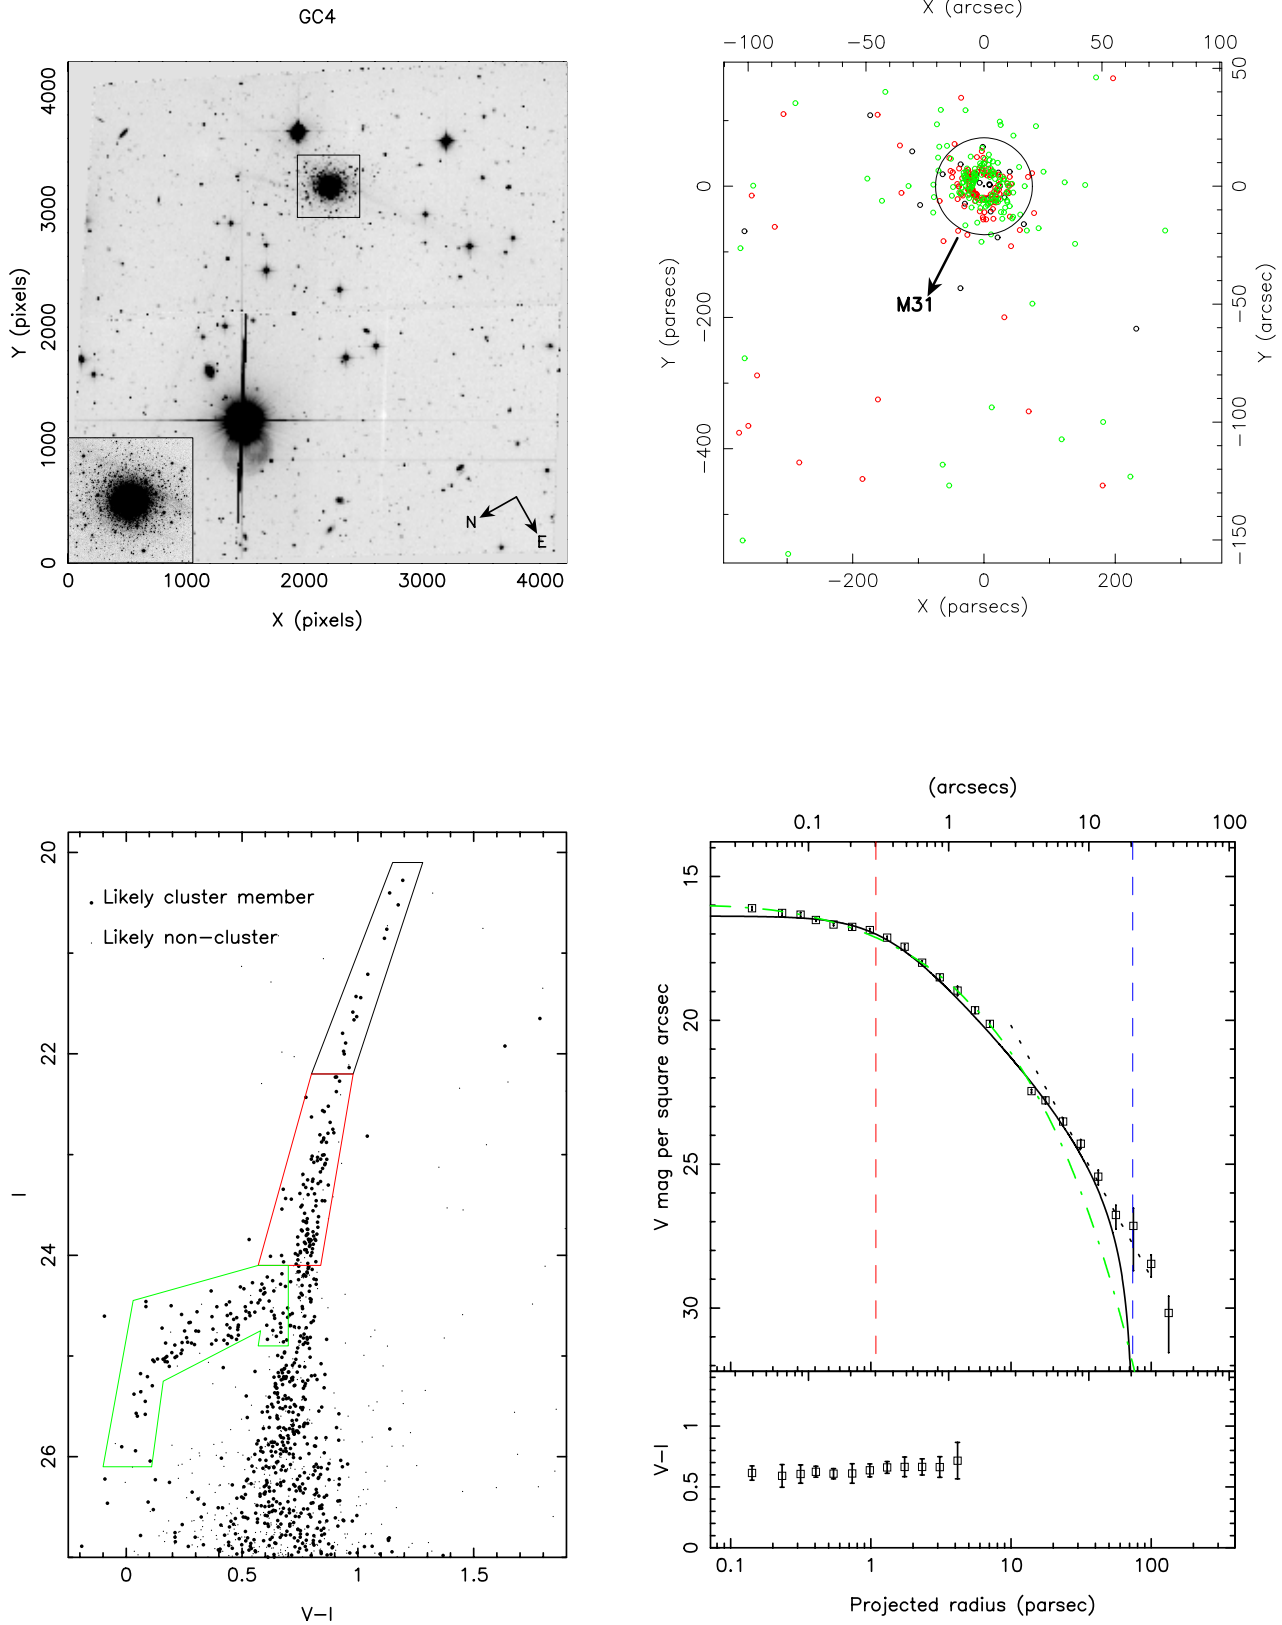 GC4
4000
3000
2000
1000
0
Y (pixels)
N
E
0 1000 2000 3000 4000
X (pixels)
X (arcsec)
−100 −50 0 50 100
0
−200
−400
Y (parsecs)
50
0
−50
−100
−150
Y (arcsec)
M31
−200 0 200
X (parsecs)
20
22
24
26
I
Likely cluster member
Likely non−cluster
0 0.5 1 1.5
V−I
(arcsecs)
0.1 1 10 100
15
20
25
30
V mag per square arcsec
1
0.5
0
V−I
0.1 1 10 100
Projected radius (parsec)